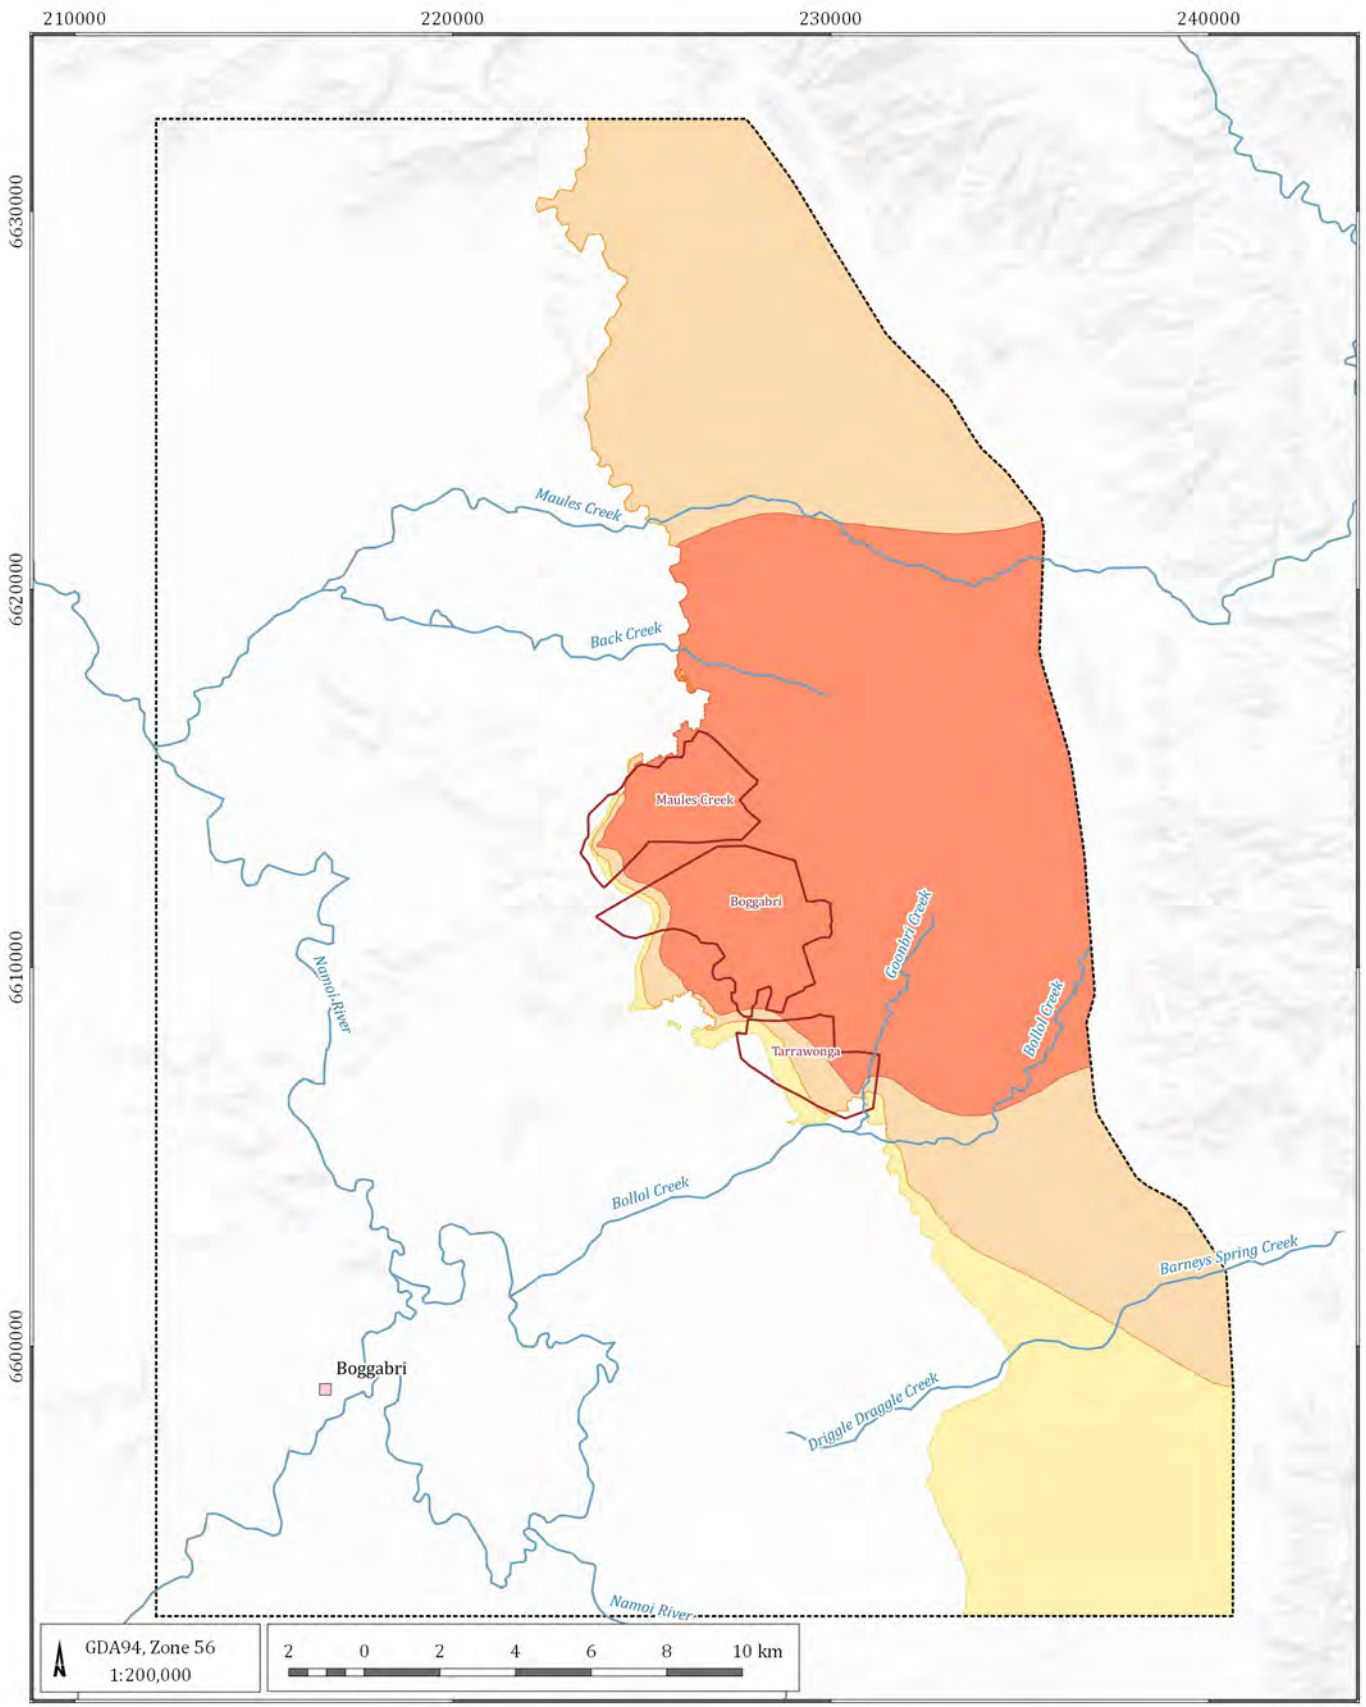 210000
220000
230000
240000
6630000
Maules Creek
6620000
Back Creek
Maules Creek
Boggabri
Goonbri Creek
6610000
Namoi River
Bollol Creek
Tarrawonga
Bollol Creek
Barneys Spring Creek
6600000
Boggabri
Driggle Draggle Creek
Namoi River
GDA94, Zone 56
1:200,000
N
2 0 2 4 6 8 10 km